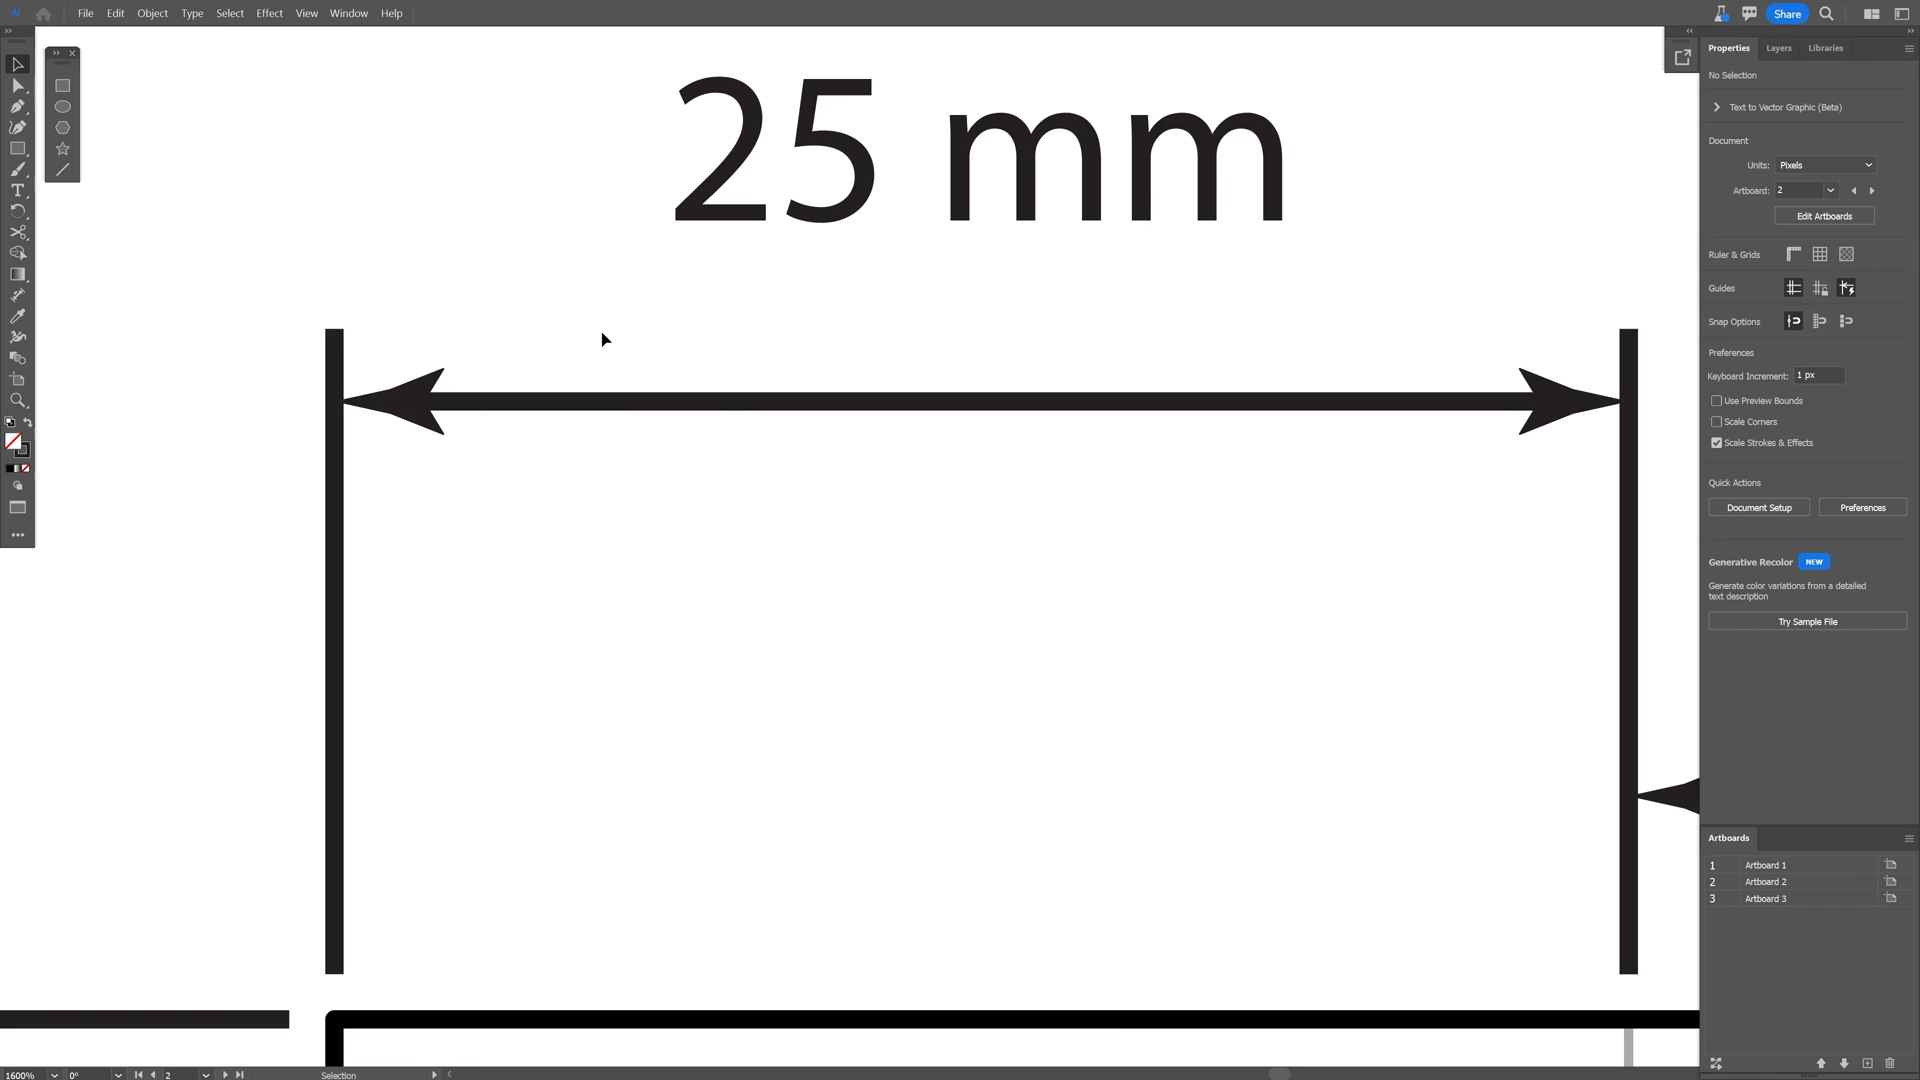 Ai File Edit Object Type Select Effect View Window Help Share
Properties Layers Libraries
No Selection
Text to Vector Graphic (Beta)
25 mm
Document
Units: Pixels
Artboard: 2
Edit Artboards
Ruler & Grids
Guides
Snap Options
Preferences
Keyboard Increment: 1 px
Use Preview Bounds
Scale Corners
Scale Strokes & Effects
Quick Actions
Document Setup Preferences
Generative Recolor NEW
Generate color variations from a detailed
text description
Try Sample File
Artboards
1 Artboard 1
2 Artboard 2
3 Artboard 3
1600% 0° 2 Selection